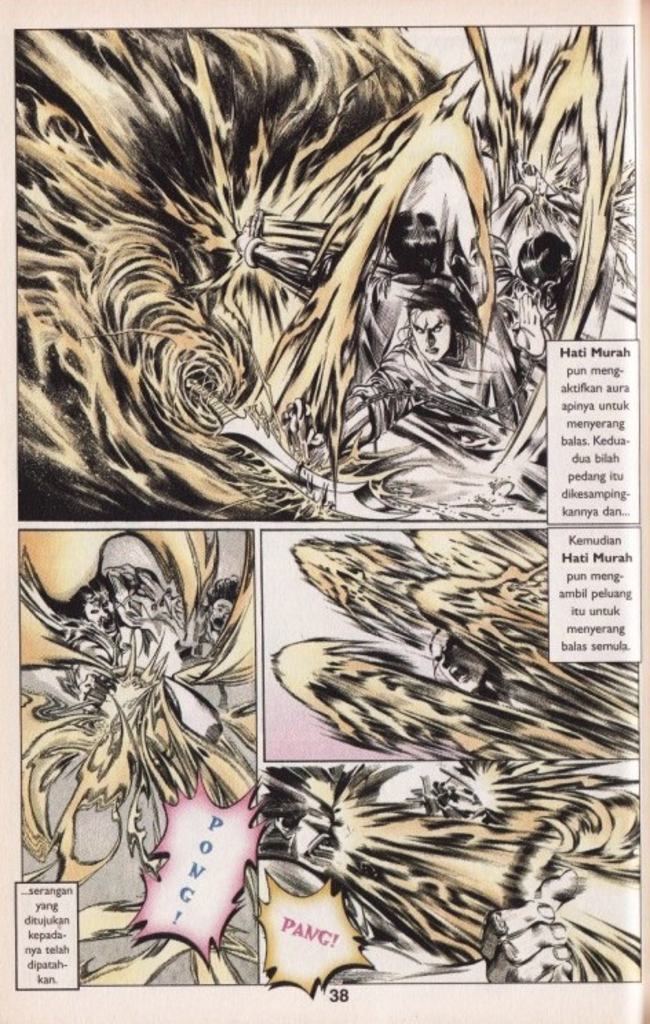 Hati Murah
pun meng-
aktifkan aura
apinya untuk
menyerang
balas. Kedua-
dua bilah
pedang itu
dikesamping-
kannya dan...
...serangan
yang
ditujukan
kepada-
nya telah
dipatah-
kan.
PONG!
Kemudian
Hati Murah
pun meng-
ambil peluang
itu untuk
menyerang
balas semula.
PANG!
38